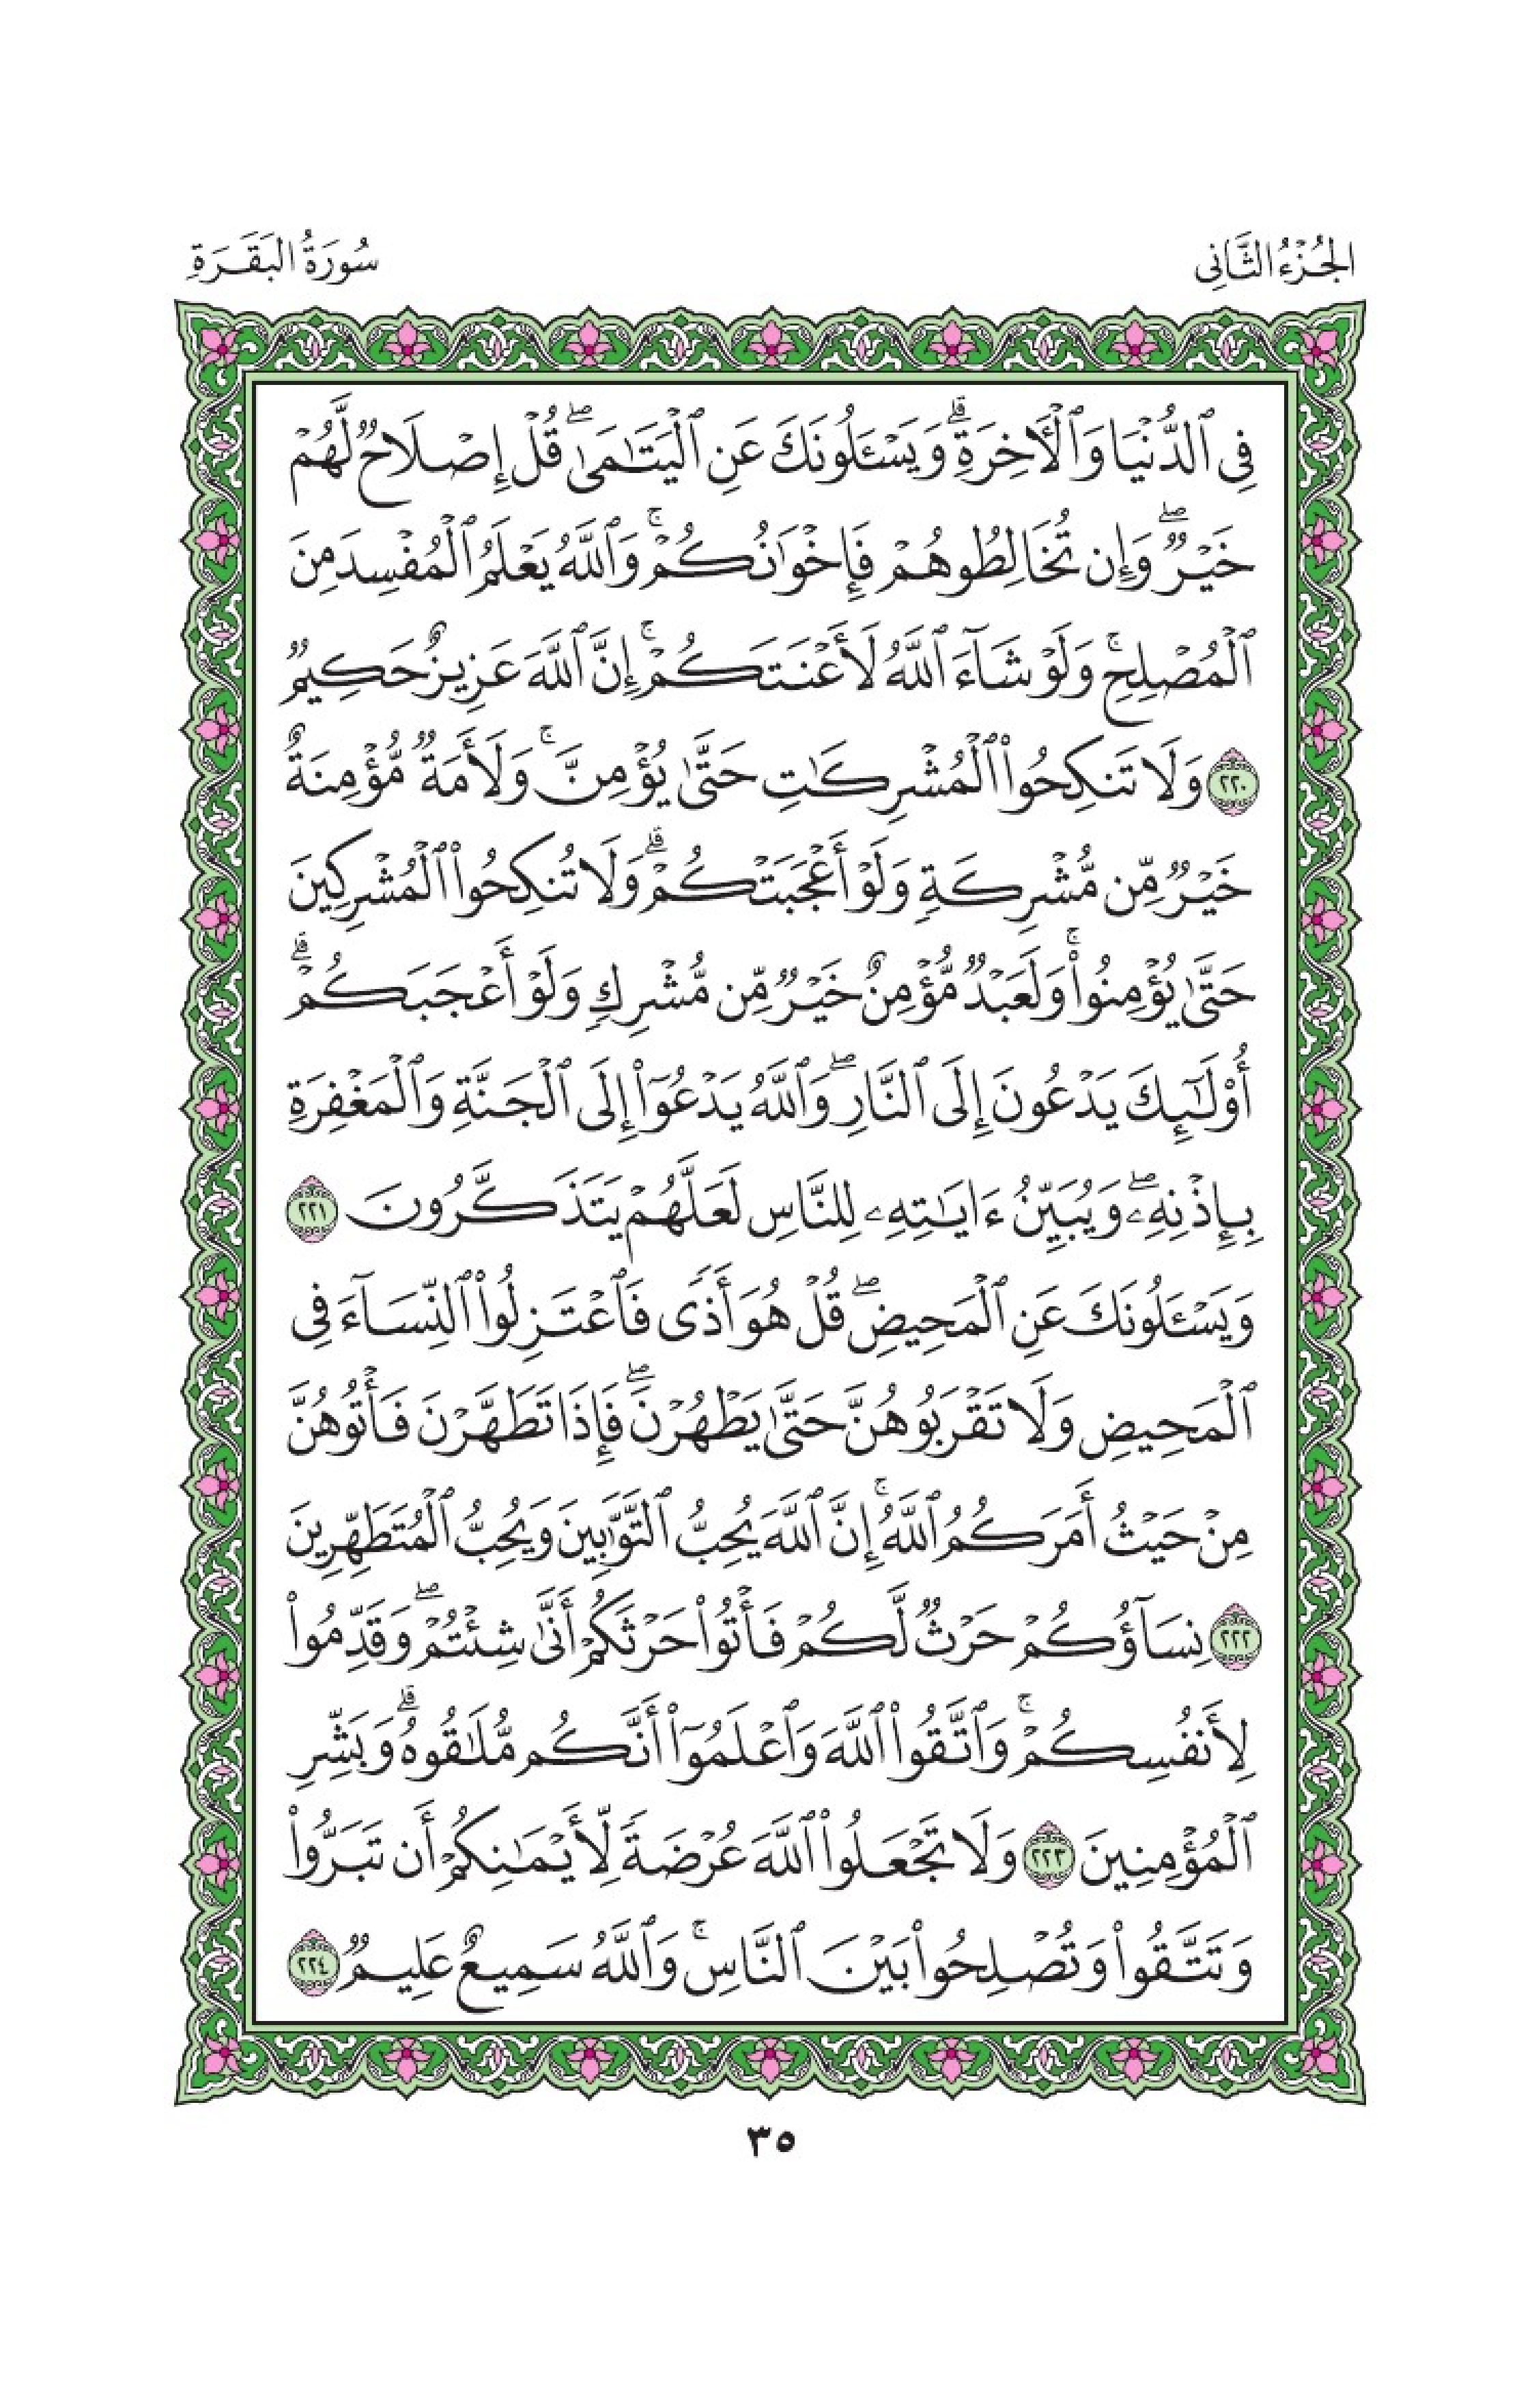 الجُزْءُ الثَّانِي
سُورَةُ البَقَرَةِ
فِي ٱلدُّنْيَا وَٱلْأٓخِرَةِۗ وَيَسْـَٔلُونَكَ عَنِ ٱلْيَتَـٰمَىٰۖ قُلْ إِصْلَاحٌۭ لَّهُمْ
خَيْرٌۭۖ وَإِن تُخَالِطُوهُمْ فَإِخْوَٰنُكُمْۚ وَٱللَّهُ يَعْلَمُ ٱلْمُفْسِدَ مِنَ
ٱلْمُصْلِحِۚ وَلَوْ شَآءَ ٱللَّهُ لَأَعْنَتَكُمْۚ إِنَّ ٱللَّهَ عَزِيزٌ حَكِيمٌۭ
٢٢٠ وَلَا تَنكِحُوا۟ ٱلْمُشْرِكَـٰتِ حَتَّىٰ يُؤْمِنَّۚ وَلَأَمَةٌۭ مُّؤْمِنَةٌ
خَيْرٌۭ مِّن مُّشْرِكَةٍۢ وَلَوْ أَعْجَبَتْكُمْۗ وَلَا تُنكِحُوا۟ ٱلْمُشْرِكِينَ
حَتَّىٰ يُؤْمِنُوا۟ۚ وَلَعَبْدٌۭ مُّؤْمِنٌ خَيْرٌۭ مِّن مُّشْرِكٍۢ وَلَوْ أَعْجَبَكُمْۗ
أُو۟لَـٰٓئِكَ يَدْعُونَ إِلَى ٱلنَّارِۖ وَٱللَّهُ يَدْعُوٓا۟ إِلَى ٱلْجَنَّةِ وَٱلْمَغْفِرَةِ
بِإِذْنِهِۦۖ وَيُبَيِّنُ ءَايَـٰتِهِۦ لِلنَّاسِ لَعَلَّهُمْ يَتَذَكَّرُونَ ٢٢١
وَيَسْـَٔلُونَكَ عَنِ ٱلْمَحِيضِۖ قُلْ هُوَ أَذًۭى فَٱعْتَزِلُوا۟ ٱلنِّسَآءَ فِي
ٱلْمَحِيضِ وَلَا تَقْرَبُوهُنَّ حَتَّىٰ يَطْهُرْنَۖ فَإِذَا تَطَهَّرْنَ فَأْتُوهُنَّ
مِنْ حَيْثُ أَمَرَكُمُ ٱللَّهُۚ إِنَّ ٱللَّهَ يُحِبُّ ٱلتَّوَّٰبِينَ وَيُحِبُّ ٱلْمُتَطَهِّرِينَ
٢٢٢ نِسَآؤُكُمْ حَرْثٌۭ لَّكُمْ فَأْتُوا۟ حَرْثَكُمْ أَنَّىٰ شِئْتُمْۖ وَقَدِّمُوا۟
لِأَنفُسِكُمْۚ وَٱتَّقُوا۟ ٱللَّهَ وَٱعْلَمُوٓا۟ أَنَّكُم مُّلَـٰقُوهُۗ وَبَشِّرِ
ٱلْمُؤْمِنِينَ ٢٢٣ وَلَا تَجْعَلُوا۟ ٱللَّهَ عُرْضَةًۭ لِّأَيْمَـٰنِكُمْ أَن تَبَرُّوا۟
وَتَتَّقُوا۟ وَتُصْلِحُوا۟ بَيْنَ ٱلنَّاسِۚ وَٱللَّهُ سَمِيعٌ عَلِيمٌۭ ٢٢٤
٣٥